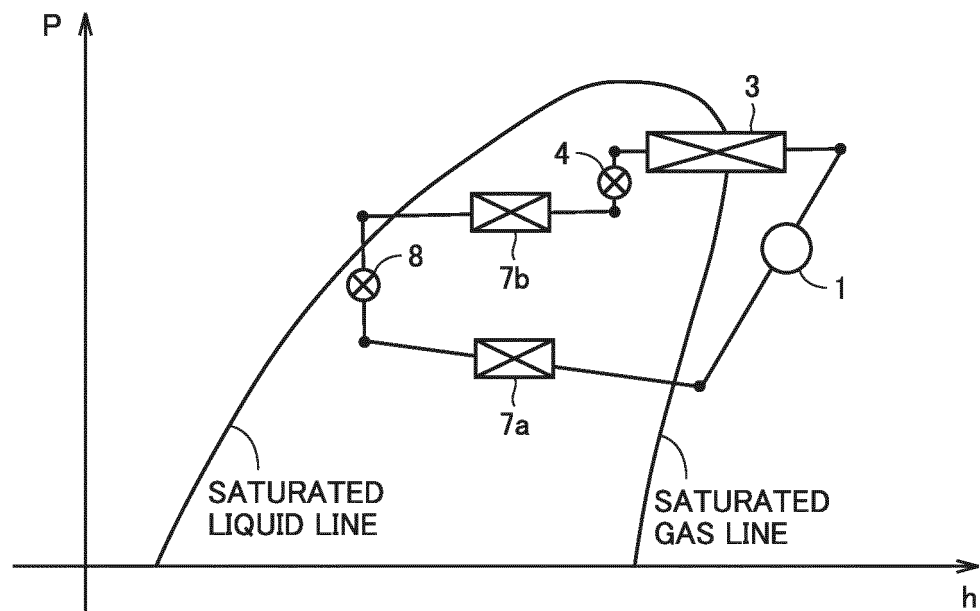 P
3
4
8
7b
1
7a
SATURATED
LIQUID LINE
SATURATED
GAS LINE
h